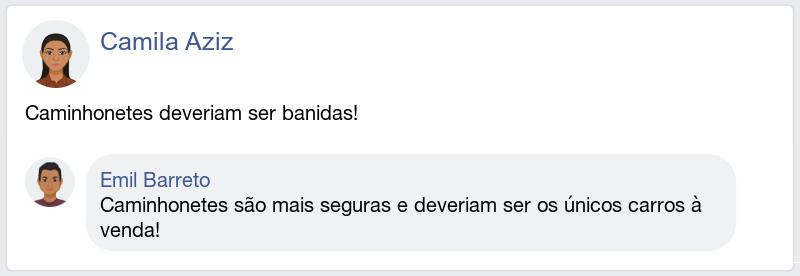 Camila Aziz
Caminhonetes deveriam ser banidas!
Emil Barreto
Caminhonetes são mais seguras e deveriam ser os únicos carros à
venda!